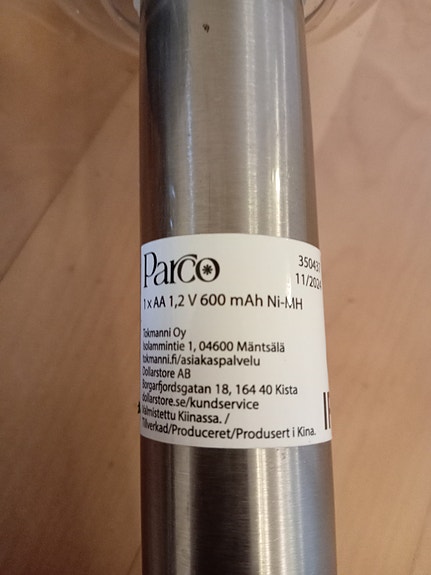 Parco
350437
11/2024
1 x AA 1,2 V 600 mAh Ni-MH
Tokmanni Oy
Isolammintie 1, 04600 Mäntsälä
tokmanni.fi/asiakaspalvelu
Dollarstore AB
Borgarfjordsgatan 18, 164 40 Kista
dollarstore.se/kundservice
Valmistettu Kiinassa. /
Tillverkad/Produceret/Produsert i Kina.